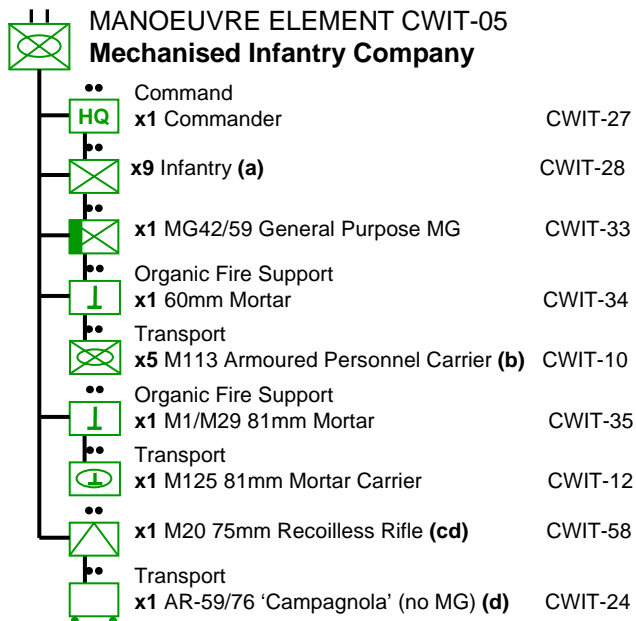 MANOEUVRE ELEMENT CWIT-05
Mechanised Infantry Company
Command
HQ x1 Commander CWIT-27
x9 Infantry (a) CWIT-28
x1 MG42/59 General Purpose MG CWIT-33
Organic Fire Support
x1 60mm Mortar CWIT-34
Transport
x5 M113 Armoured Personnel Carrier (b) CWIT-10
Organic Fire Support
x1 M1/M29 81mm Mortar CWIT-35
Transport
x1 M125 81mm Mortar Carrier CWIT-12
x1 M20 75mm Recoilless Rifle (cd) CWIT-58
Transport
x1 AR-59/76 ‘Campagnola’ (no MG) (d) CWIT-24